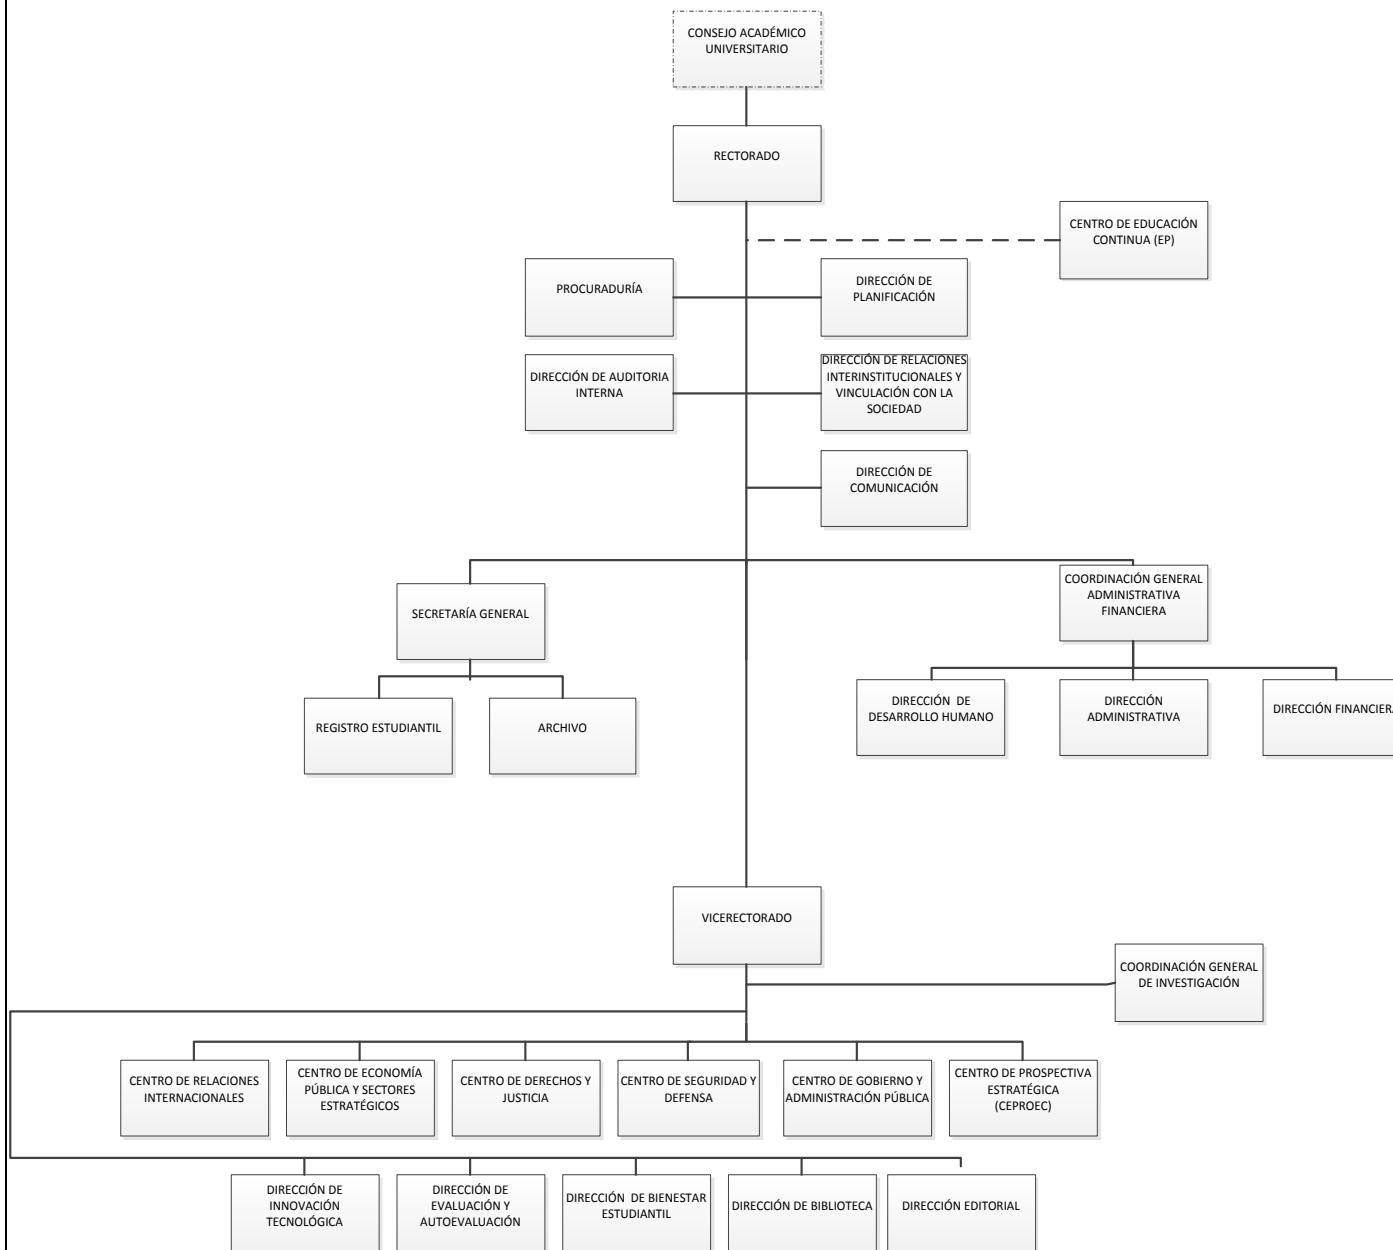 CONSEJO ACADÉMICO
UNIVERSITARIO
RECTORADO
CENTRO DE EDUCACIÓN
CONTINUA (EP)
PROCURADURÍA
DIRECCIÓN DE
PLANIFICACIÓN
DIRECCIÓN DE AUDITORIA
INTERNA
DIRECCIÓN DE RELACIONES
INTERINSTITUCIONALES Y
VINCULACIÓN CON LA
SOCIEDAD
DIRECCIÓN DE
COMUNICACIÓN
SECRETARÍA GENERAL
COORDINACIÓN GENERAL
ADMINISTRATIVA
FINANCIERA
REGISTRO ESTUDIANTIL
ARCHIVO
DIRECCIÓN DE
DESARROLLO HUMANO
DIRECCIÓN
ADMINISTRATIVA
DIRECCIÓN FINANCIERA
VICERECTORADO
COORDINACIÓN GENERAL
DE INVESTIGACIÓN
CENTRO DE RELACIONES
INTERNACIONALES
CENTRO DE ECONOMÍA
PÚBLICA Y SECTORES
ESTRATÉGICOS
CENTRO DE DERECHOS Y
JUSTICIA
CENTRO DE SEGURIDAD Y
DEFENSA
CENTRO DE GOBIERNO Y
ADMINISTRACIÓN PÚBLICA
CENTRO DE PROSPECTIVA
ESTRATÉGICA
(CEPROEC)
DIRECCIÓN DE
INNOVACIÓN
TECNOLÓGICA
DIRECCIÓN DE
EVALUACIÓN Y
AUTOEVALUACIÓN
DIRECCIÓN DE BIENESTAR
ESTUDIANTIL
DIRECCIÓN DE BIBLIOTECA
DIRECCIÓN EDITORIAL